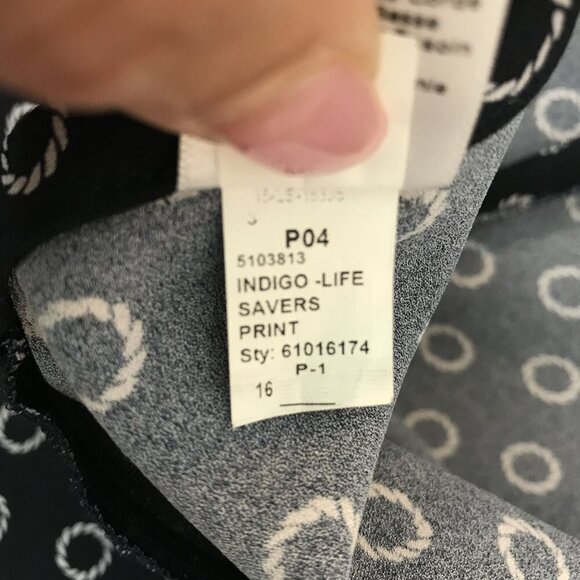 P04
5103813
INDIGO -LIFE
SAVERS
PRINT
Sty: 61016174
P-1
16